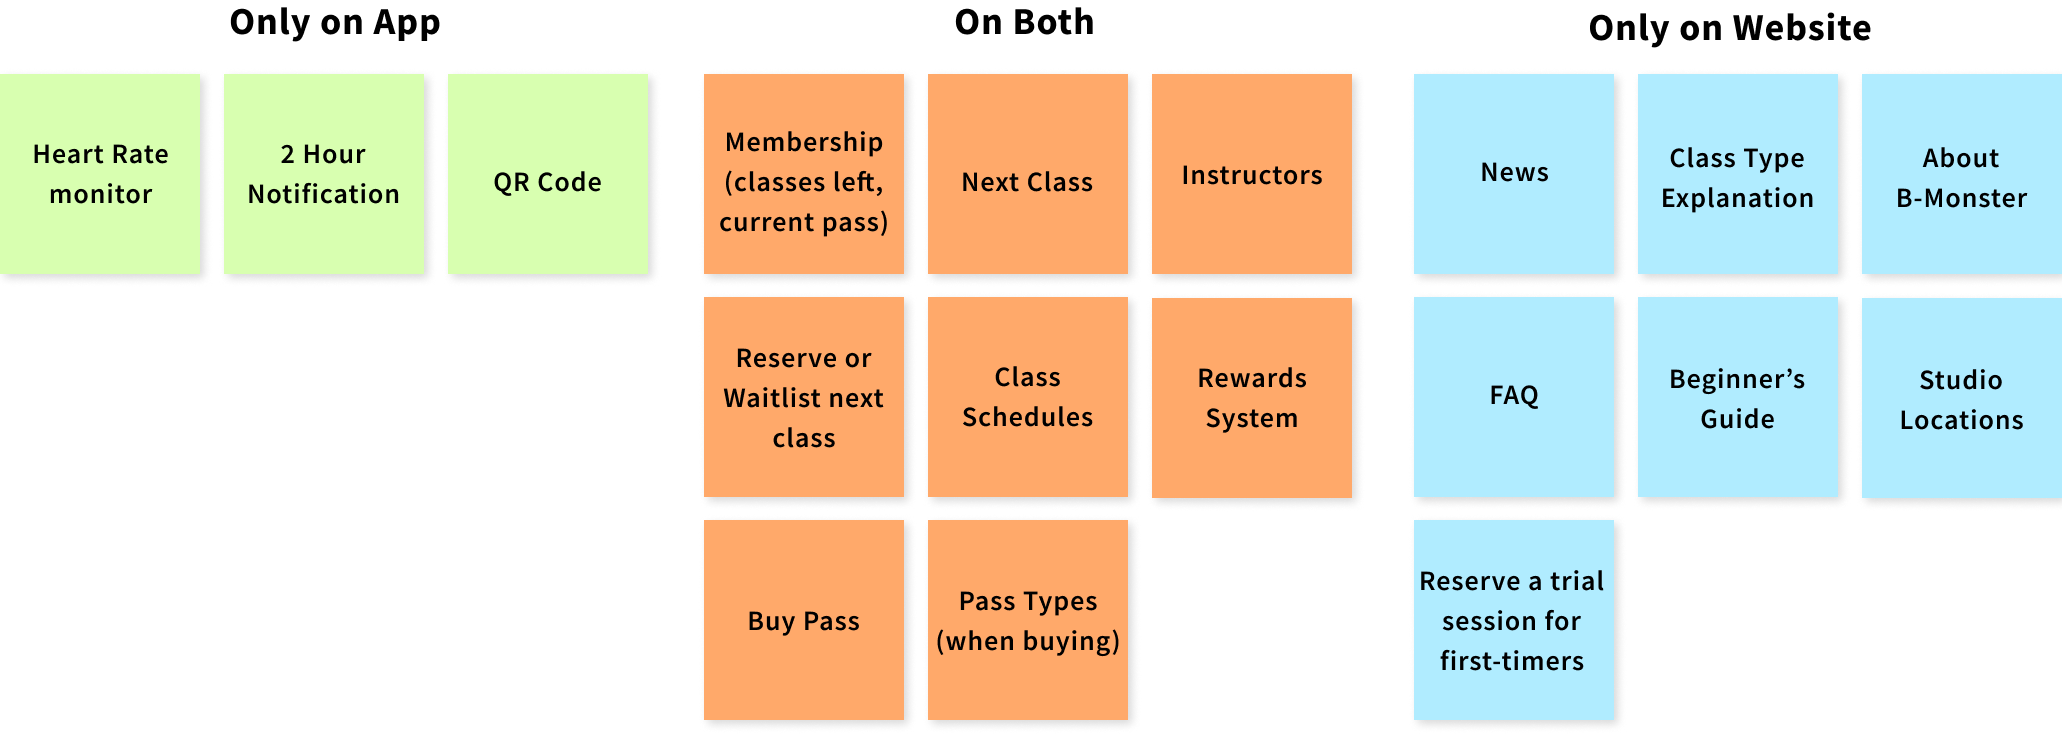 Only on App
Heart Rate
monitor
2 Hour
Notification
QR Code
On Both
Membership
(classes left,
current pass)
Next Class
Instructors
Reserve or
Waitlist next
class
Class
Schedules
Rewards
System
Buy Pass
Pass Types
(when buying)
Only on Website
News
Class Type
Explanation
About
B-Monster
FAQ
Beginner’s
Guide
Studio
Locations
Reserve a trial
session for
first-timers